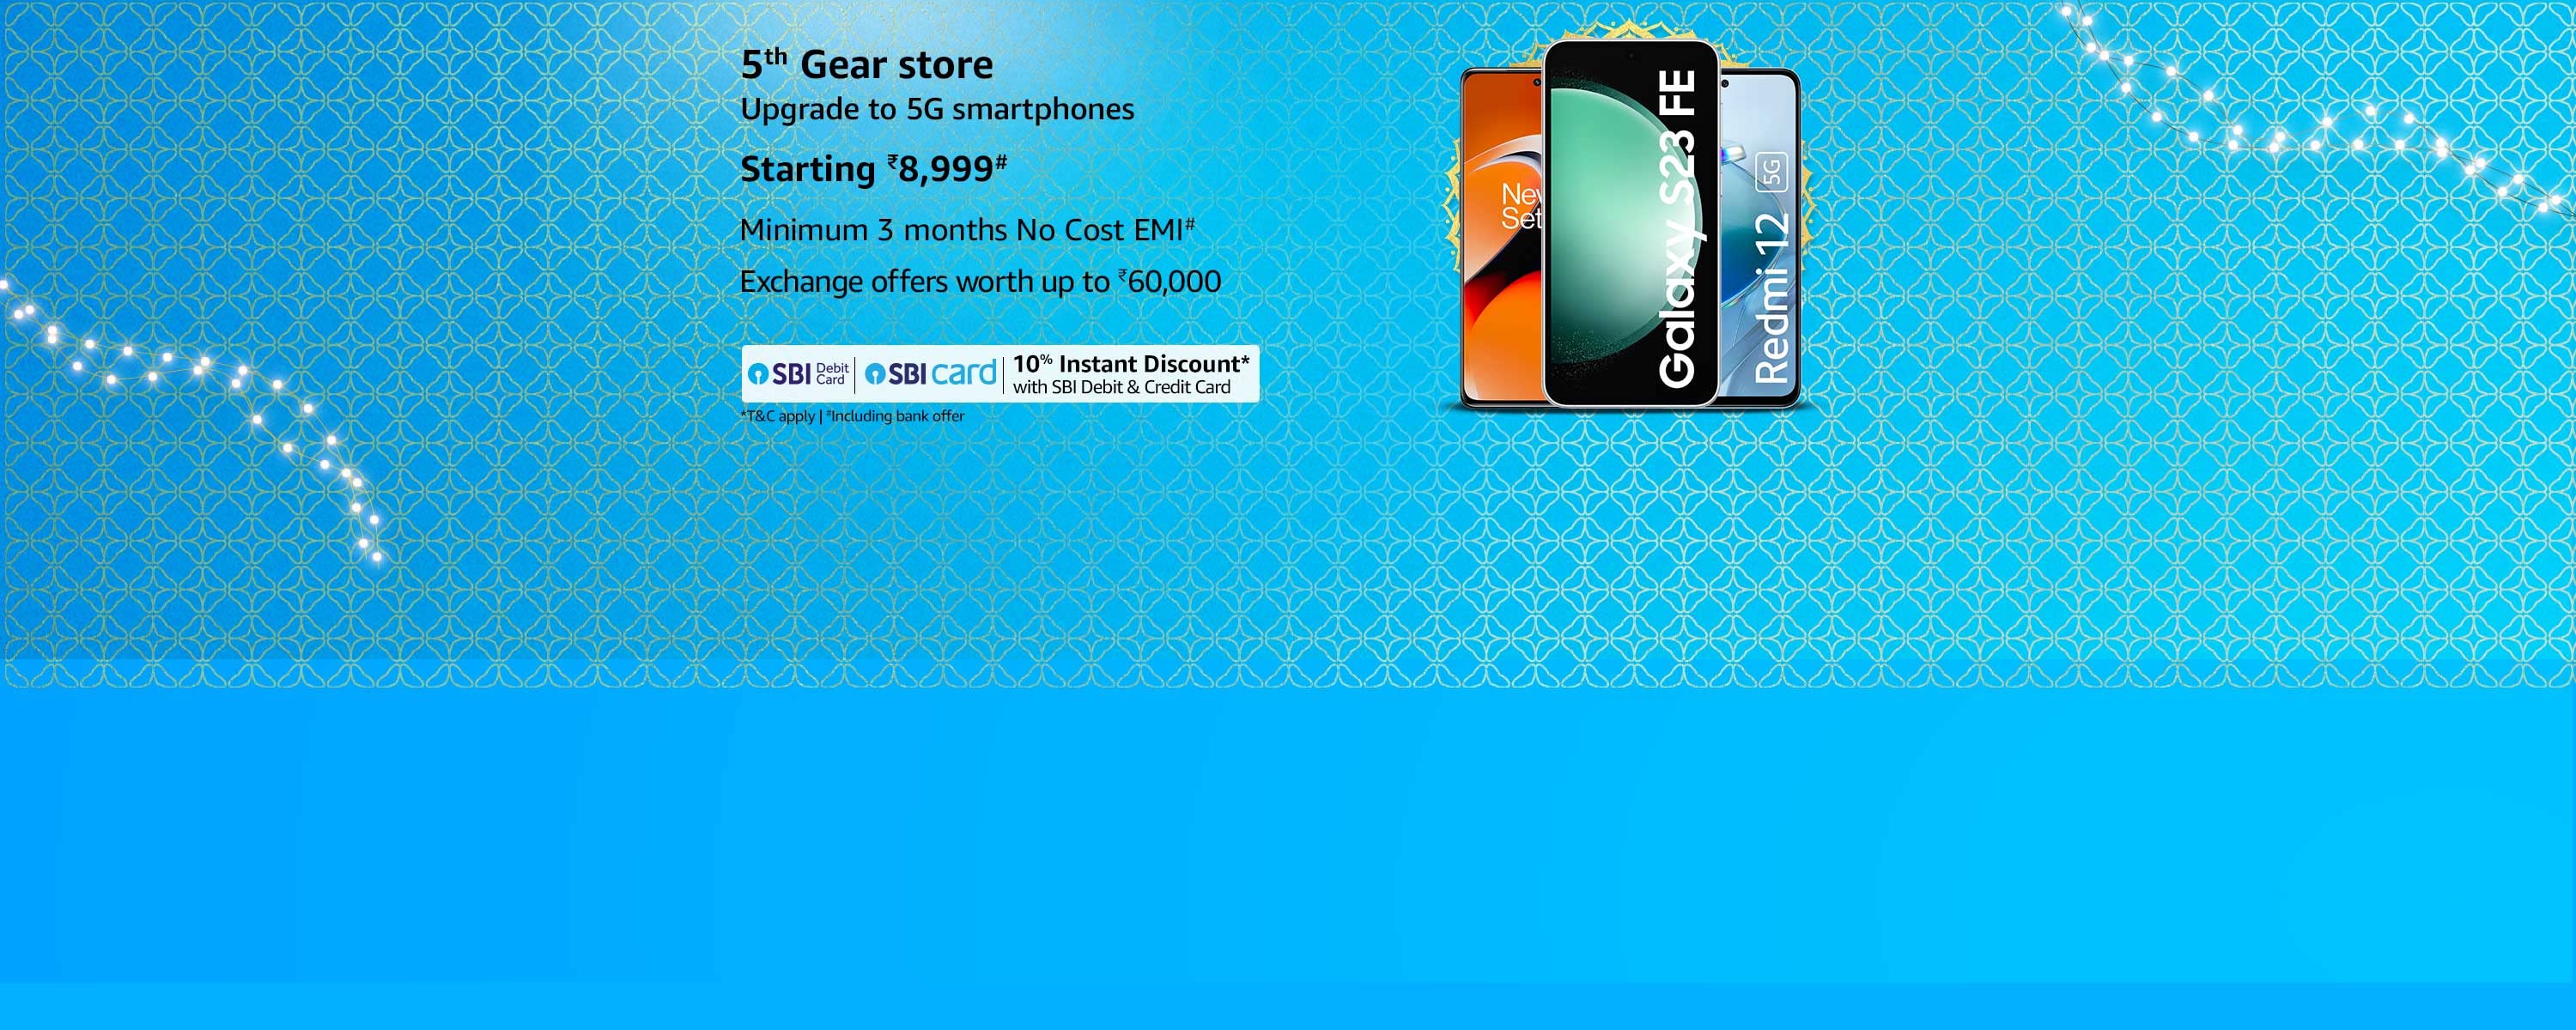 5th Gear store
Upgrade to 5G smartphones
Starting ₹8,999#
Minimum 3 months No Cost EMI#
Exchange offers worth up to ₹60,000
SBI Debit Card
SBI card
10% Instant Discount*
with SBI Debit & Credit Card
*T&C apply | #Including bank offer
Galaxy S23 FE
Redmi 12 5G